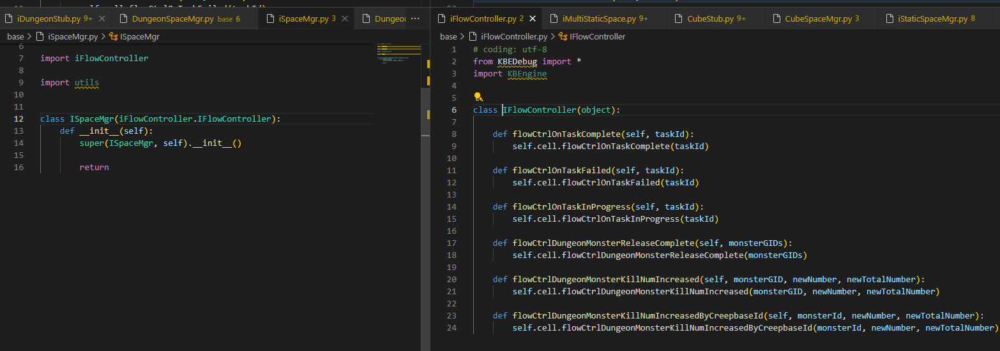 iDungeonStub.py 9+
DungeonSpaceMgr.py base 6
iSpaceMgr.py 3
Dungeon
base > iSpaceMgr.py > ISpaceMgr
6
7 import iFlowController
8
9 import utils
10
11
12 class ISpaceMgr(iFlowController.IFlowController):
13 def __init__(self):
14 super(ISpaceMgr, self).__init__()
15
16 return
iFlowController.py 2
iMultiStaticSpace.py 9+
CubeStub.py 9+
CubeSpaceMgr.py 3
iStaticSpaceMgr.py 8
base > iFlowController.py > IFlowController
1 # coding: utf-8
2 from KBEDebug import *
3 import KBEngine
4
5
6 class IFlowController(object):
7
8 def flowCtrlOnTaskComplete(self, taskId):
9 self.cell.flowCtrlOnTaskComplete(taskId)
10
11 def flowCtrlOnTaskFailed(self, taskId):
12 self.cell.flowCtrlOnTaskFailed(taskId)
13
14 def flowCtrlOnTaskInProgress(self, taskId):
15 self.cell.flowCtrlOnTaskInProgress(taskId)
16
17 def flowCtrlDungeonMonsterReleaseComplete(self, monsterGIDs):
18 self.cell.flowCtrlDungeonMonsterReleaseComplete(monsterGIDs)
19
20 def flowCtrlDungeonMonsterKillNumIncreased(self, monsterGID, newNumber, newTotalNumber):
21 self.cell.flowCtrlDungeonMonsterKillNumIncreased(monsterGID, newNumber, newTotalNumber)
22
23 def flowCtrlDungeonMonsterKillNumIncreasedByCreepbaseId(self, monsterId, newNumber, newTotalNumber):
24 self.cell.flowCtrlDungeonMonsterKillNumIncreasedByCreepbaseId(monsterId, newNumber, newTotalNumber)